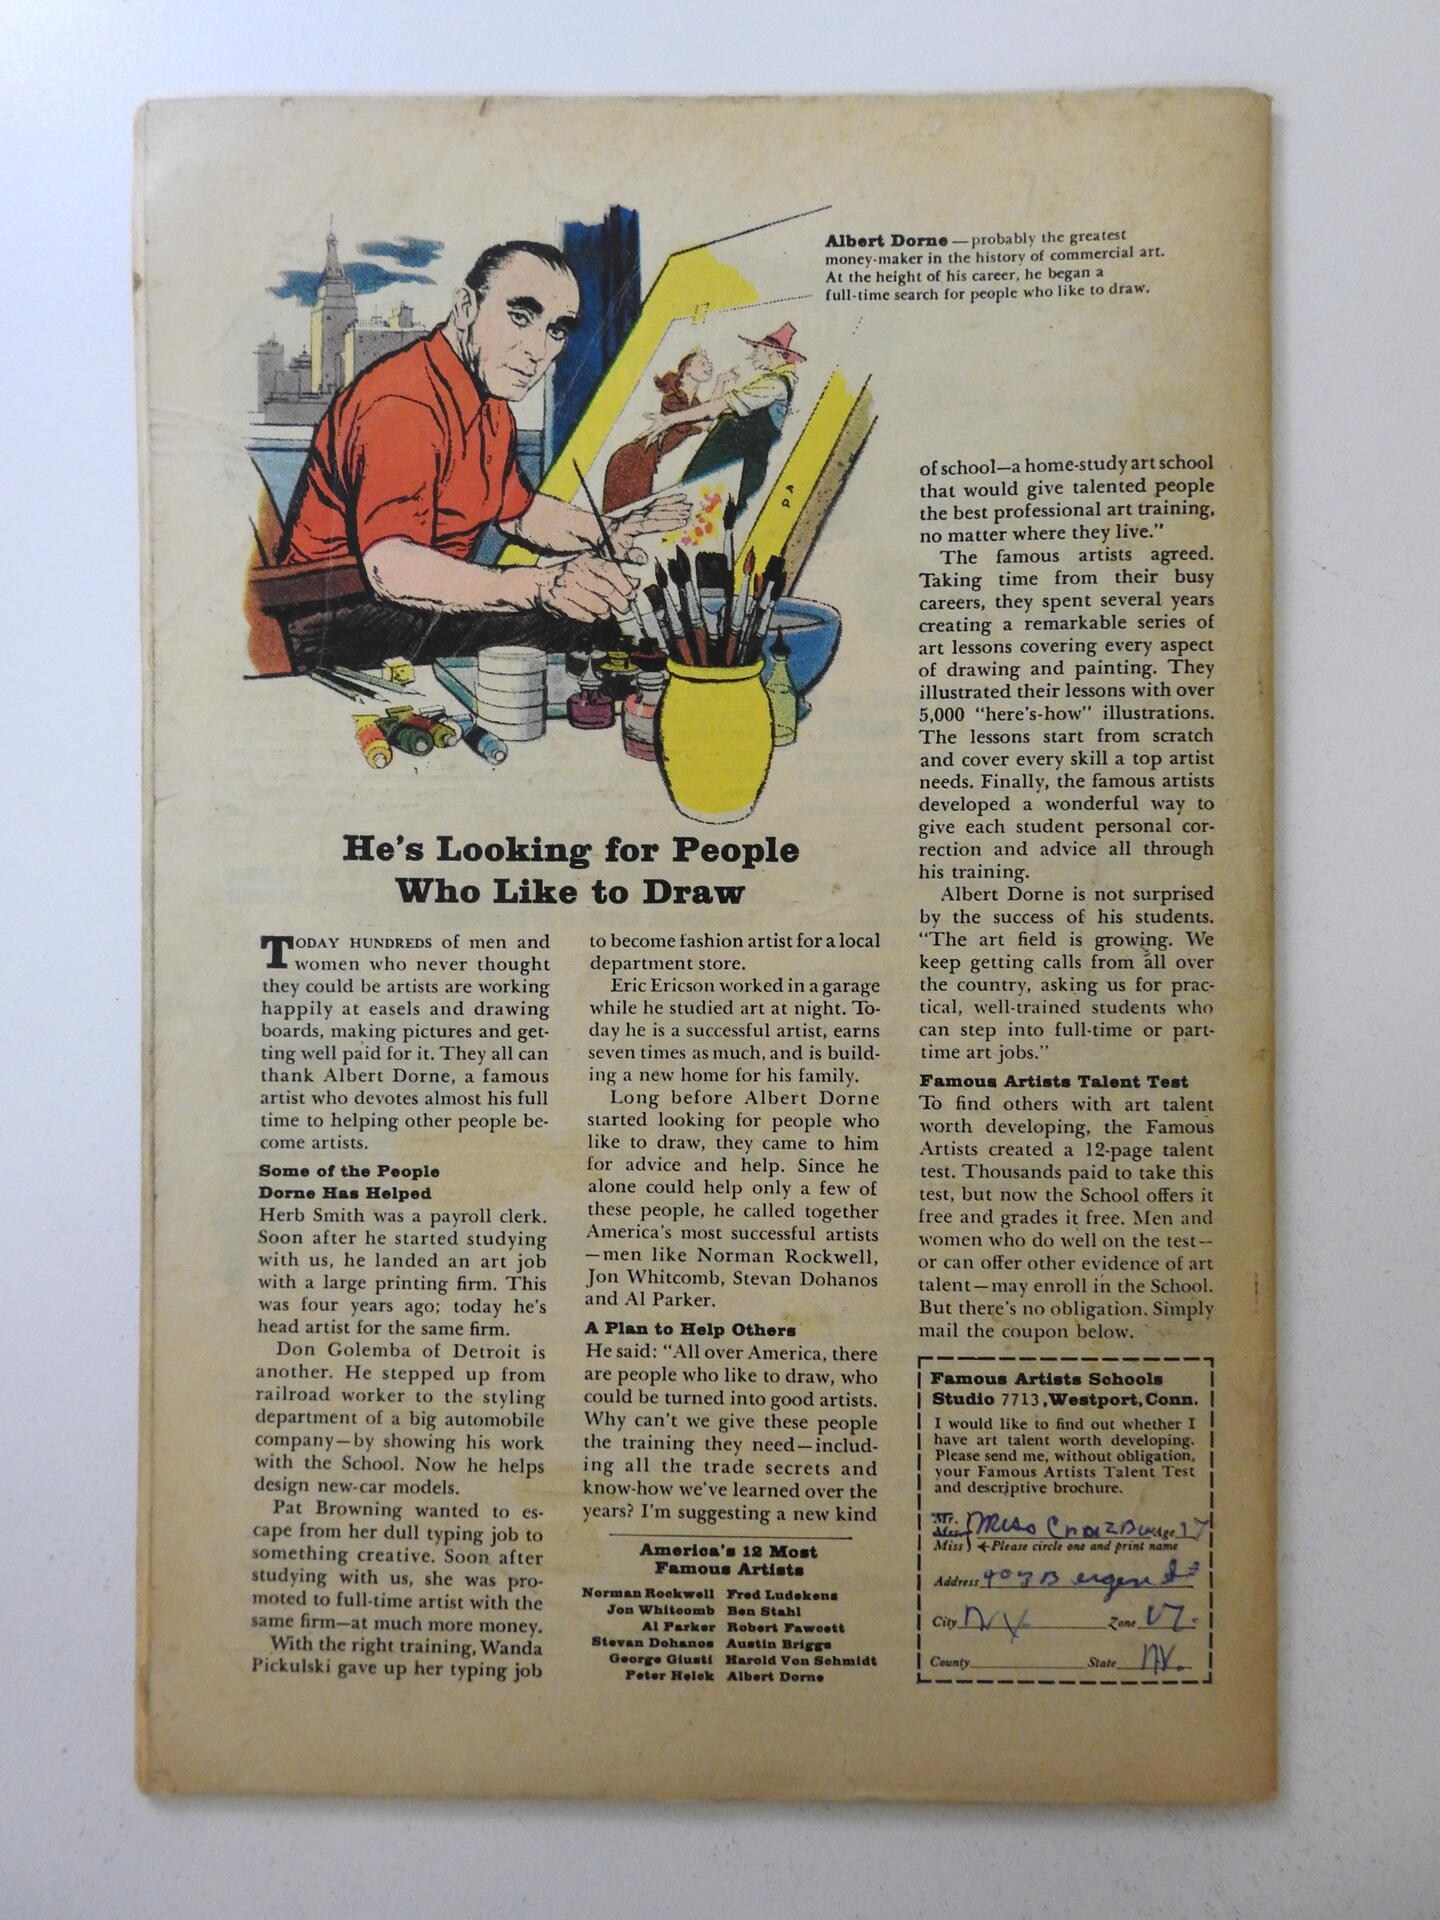 Albert Dorne — probably the greatest
money-maker in the history of commercial art.
At the height of his career, he began a
full-time search for people who like to draw.
He's Looking for People
Who Like to Draw
TODAY HUNDREDS of men and
women who never thought
they could be artists are working
happily at easels and drawing
boards, making pictures and get-
ting well paid for it. They all can
thank Albert Dorne, a famous
artist who devotes almost his full
time to helping other people be-
come artists.
Some of the People
Dorne Has Helped
Herb Smith was a payroll clerk.
Soon after he started studying
with us, he landed an art job
with a large printing firm. This
was four years ago; today he's
head artist for the same firm.
Don Golemba of Detroit is
another. He stepped up from
railroad worker to the styling
department of a big automobile
company—by showing his work
with the School. Now he helps
design new-car models.
Pat Browning wanted to es-
cape from her dull typing job to
something creative. Soon after
studying with us, she was pro-
moted to full-time artist with the
same firm—at much more money.
With the right training, Wanda
Pickulski gave up her typing job
to become fashion artist for a local
department store.
Eric Ericson worked in a garage
while he studied art at night. To-
day he is a successful artist, earns
seven times as much, and is build-
ing a new home for his family.
Long before Albert Dorne
started looking for people who
like to draw, they came to him
for advice and help. Since he
alone could help only a few of
these people, he called together
America's most successful artists
—men like Norman Rockwell,
Jon Whitcomb, Stevan Dohanos
and Al Parker.
A Plan to Help Others
He said: “All over America, there
are people who like to draw, who
could be turned into good artists.
Why can't we give these people
the training they need—includ-
ing all the trade secrets and
know-how we've learned over the
years? I'm suggesting a new kind
America's 12 Most
Famous Artists
Norman Rockwell Fred Ludekens
Jon Whitcomb Ben Stahl
Al Parker Robert Fawcett
Stevan Dohanos Austin Briggs
George Giusti Harold Von Schmidt
Peter Helck Albert Dorne
of school—a home-study art school
that would give talented people
the best professional art training,
no matter where they live.”
The famous artists agreed.
Taking time from their busy
careers, they spent several years
creating a remarkable series of
art lessons covering every aspect
of drawing and painting. They
illustrated their lessons with over
5,000 “here's-how” illustrations.
The lessons start from scratch
and cover every skill a top artist
needs. Finally, the famous artists
developed a wonderful way to
give each student personal cor-
rection and advice all through
his training.
Albert Dorne is not surprised
by the success of his students.
“The art field is growing. We
keep getting calls from all over
the country, asking us for prac-
tical, well-trained students who
can step into full-time or part-
time art jobs.”
Famous Artists Talent Test
To find others with art talent
worth developing, the Famous
Artists created a 12-page talent
test. Thousands paid to take this
test, but now the School offers it
free and grades it free. Men and
women who do well on the test—
or can offer other evidence of art
talent—may enroll in the School.
But there's no obligation. Simply
mail the coupon below.
Famous Artists Schools
Studio 7713, Westport, Conn.
I would like to find out whether I
have art talent worth developing.
Please send me, without obligation,
your Famous Artists Talent Test
and descriptive brochure.
Mr.
Mrs. Miss Age 17
Miss ←Please circle one and print name
Address Bergen
City NY Zone 17.
County State NY.